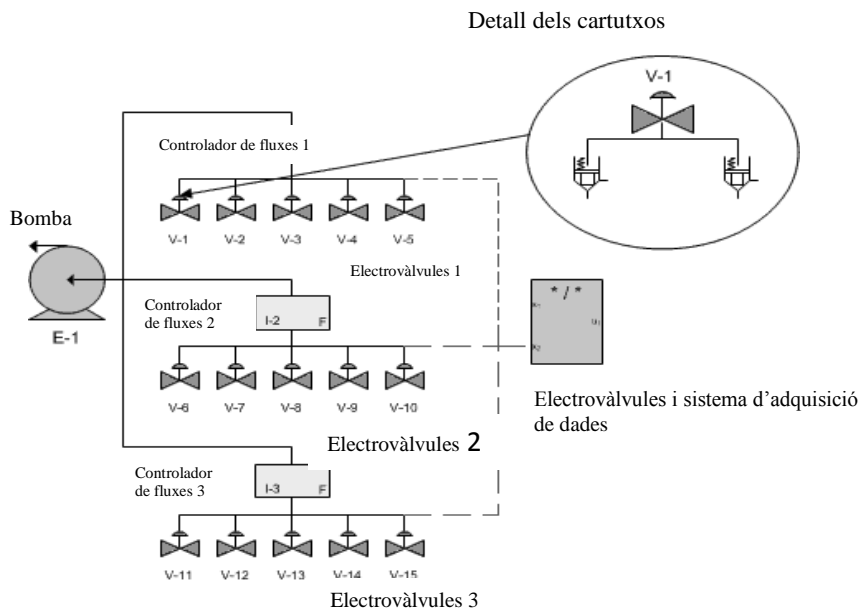 Detall dels cartutxos
V-1
Controlador de fluxes 1
V-1 V-2 V-3 V-4 V-5
Bomba
E-1
Electrovàlvules 1
Controlador
de fluxes 2
I-2 F
V-6 V-7 V-8 V-9 V-10
* / *
Electrovàlvules i sistema d'adquisició
de dades
Electrovàlvules 2
Controlador
de fluxes 3
I-3 F
V-11 V-12 V-13 V-14 V-15
Electrovàlvules 3